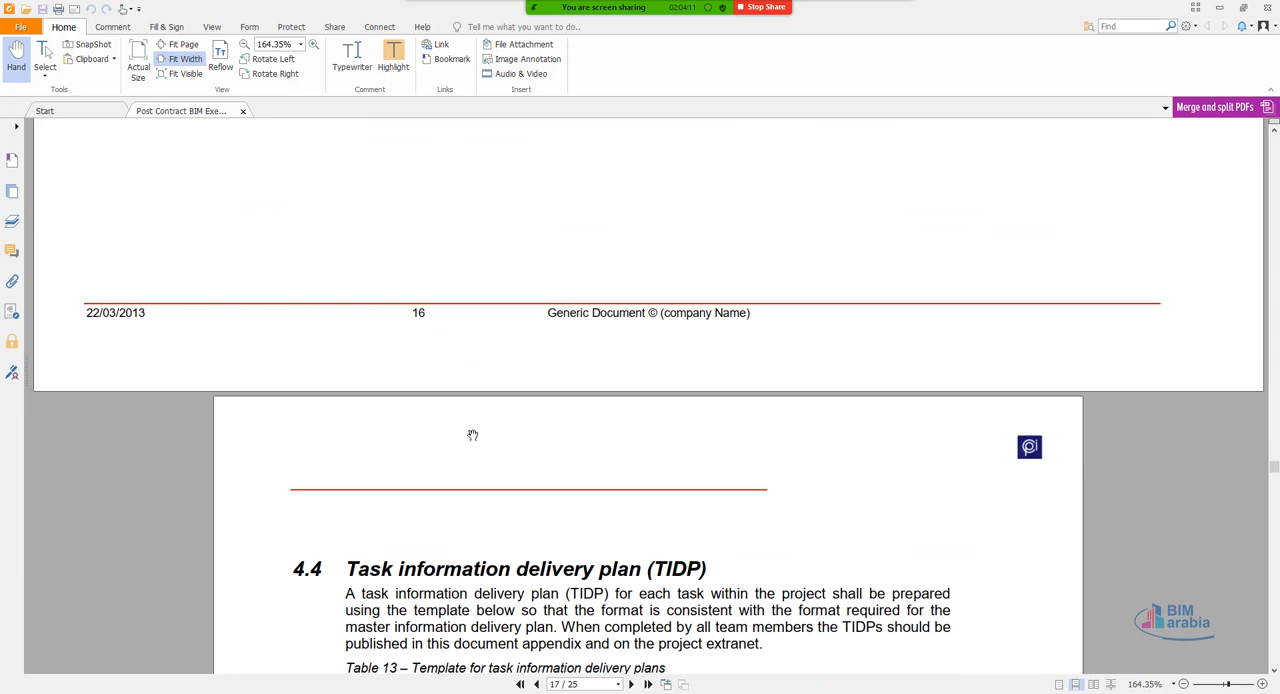 You are screen sharing
02:04:11
Stop Share
File
Home
Comment
Fill & Sign
View
Form
Protect
Share
Connect
Help
Tell me what you want to do..
Find
Hand
Select
SnapShot
Clipboard
Actual
Size
Fit Page
Fit Width
Fit Visible
Reflow
164.35%
Rotate Left
Rotate Right
Typewriter
Highlight
Link
Bookmark
File Attachment
Image Annotation
Audio & Video
Tools
View
Comment
Links
Insert
Start
Post Contract BIM Exe...
Merge and split PDFs
22/03/2013
16
Generic Document © (company Name)
4.4 Task information delivery plan (TIDP)
A task information delivery plan (TIDP) for each task within the project shall be prepared
using the template below so that the format is consistent with the format required for the
master information delivery plan. When completed by all team members the TIDPs should be
published in this document appendix and on the project extranet.
Table 13 – Template for task information delivery plans
BIM
arabia
17 / 25
164.35%